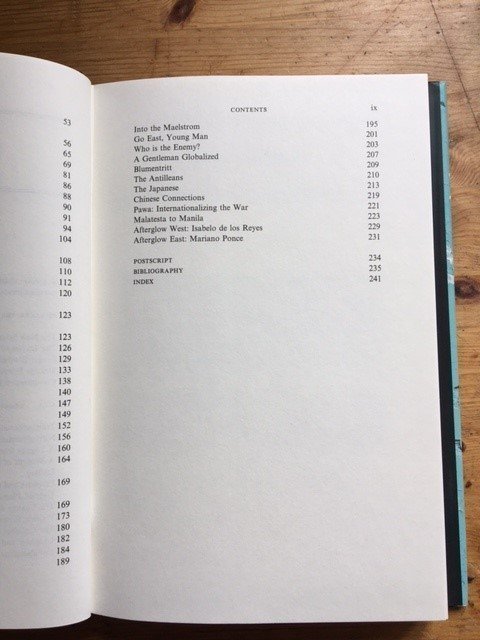 53
56
65
69
81
86
88
90
91
94
104
108
110
112
120
123
123
126
129
133
138
140
147
149
152
156
160
164
169
169
173
180
182
184
189
CONTENTS ix
Into the Maelstrom 195
Go East, Young Man 201
Who is the Enemy? 203
A Gentleman Globalized 207
Blumentritt 209
The Antilleans 210
The Japanese 213
Chinese Connections 219
Pawa: Internationalizing the War 221
Malatesta to Manila 223
Afterglow West: Isabelo de los Reyes 229
Afterglow East: Mariano Ponce 231
POSTSCRIPT 234
BIBLIOGRAPHY 235
INDEX 241